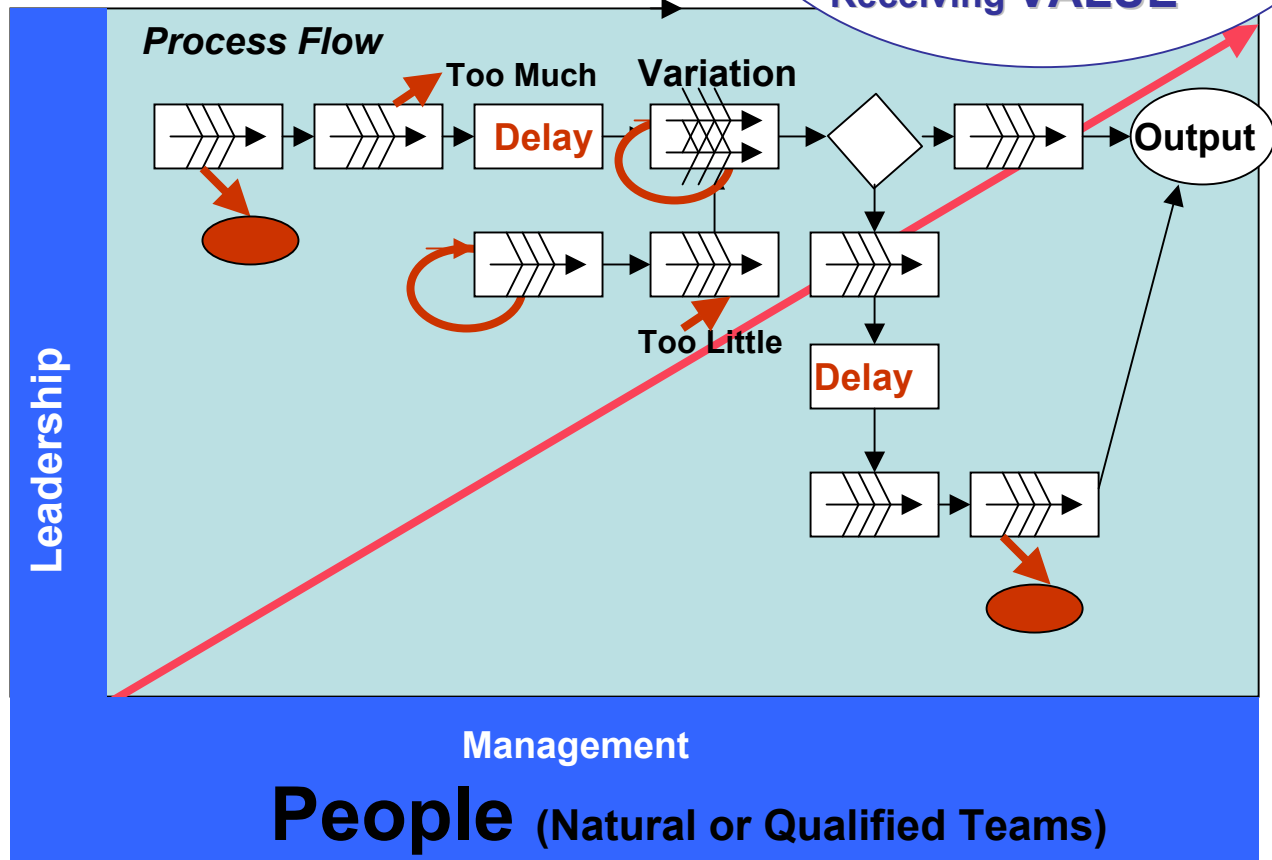 Receiving VALUE
Process Flow
Too Much
Variation
Delay
Output
Too Little
Delay
Leadership
Management
People (Natural or Qualified Teams)